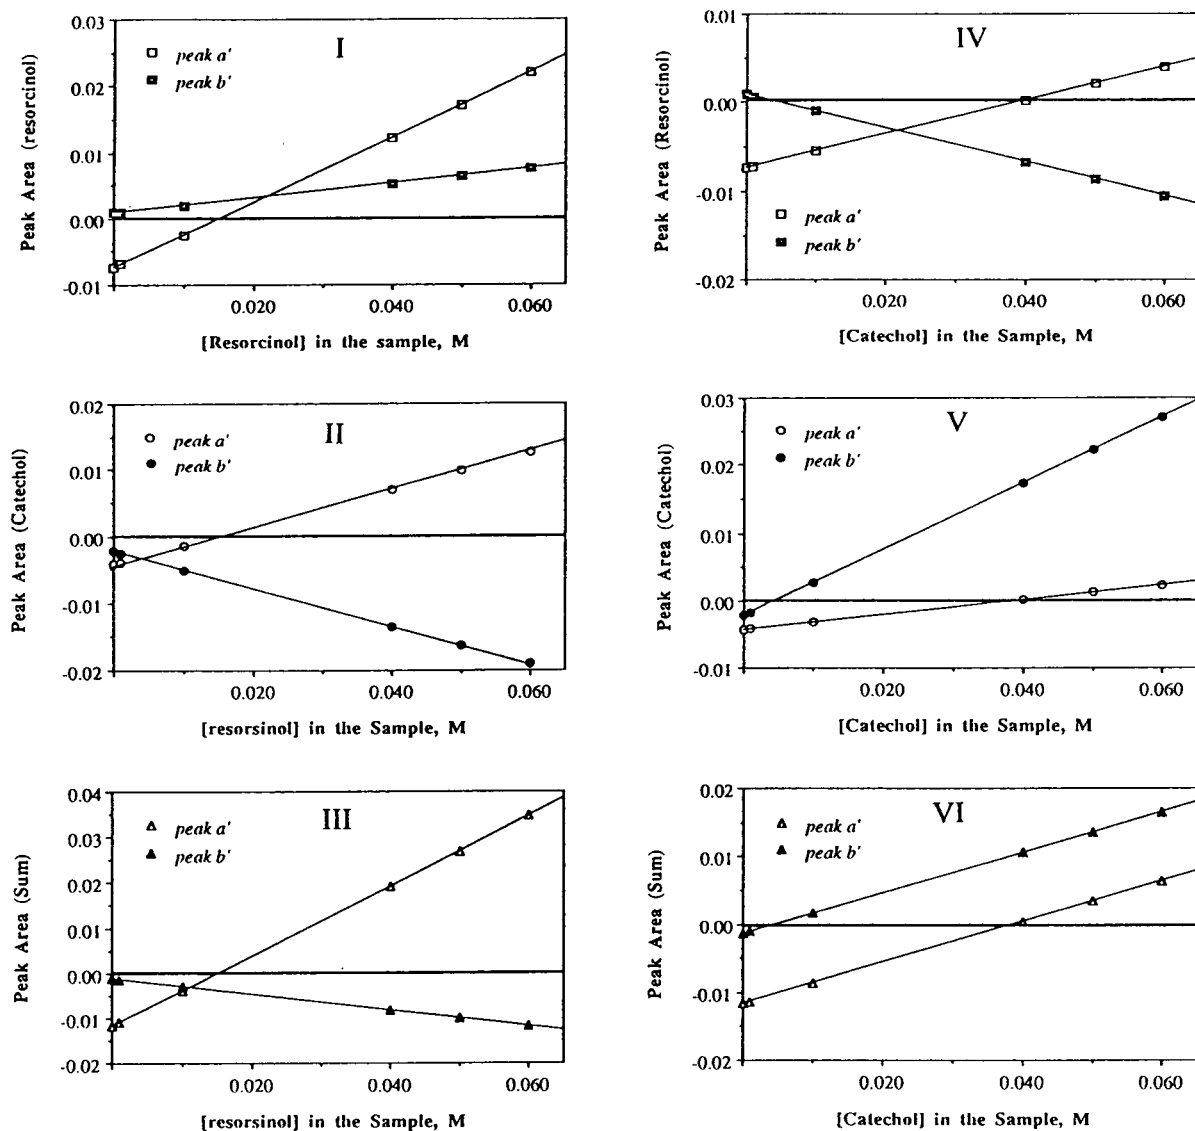 I
peak a'
peak b'
0.03
0.02
0.01
0.00
-0.01
Peak Area (resorcinol)
0.020
0.040
0.060
[Resorcinol] in the sample, M
IV
0.01
0.00
-0.01
-0.02
Peak Area (Resorcinol)
peak a'
peak b'
0.020
0.040
0.060
[Catechol] in the Sample, M
II
peak a'
peak b'
0.02
0.01
0.00
-0.01
-0.02
Peak Area (Catechol)
0.020
0.040
0.060
[resorsinol] in the Sample, M
V
peak a'
peak b'
0.03
0.02
0.01
0.00
-0.01
Peak Area (Catechol)
0.020
0.040
0.060
[Catechol] in the Sample, M
III
peak a'
peak b'
0.04
0.03
0.02
0.01
0.00
-0.01
-0.02
Peak Area (Sum)
0.020
0.040
0.060
[resorsinol] in the Sample, M
VI
peak a'
peak b'
0.02
0.01
0.00
-0.01
-0.02
Peak Area (Sum)
0.020
0.040
0.060
[Catechol] in the Sample, M